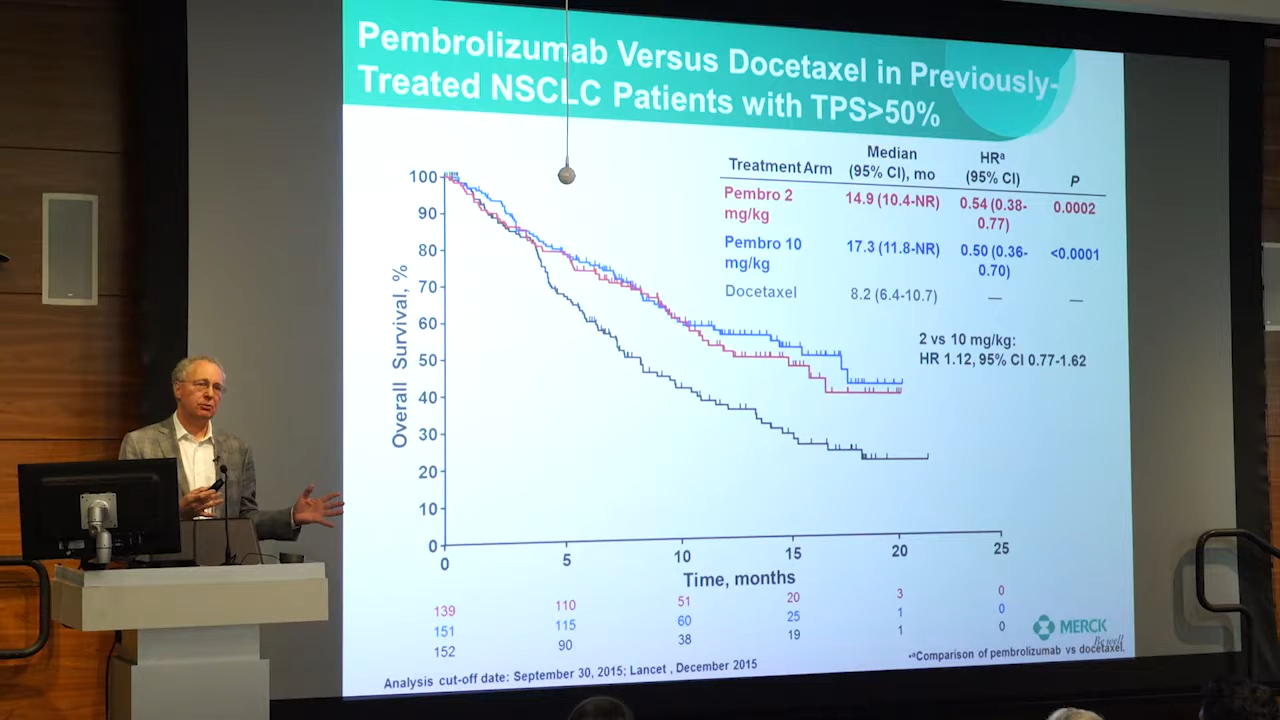 Pembrolizumab Versus Docetaxel in Previously-
Treated NSCLC Patients with TPS>50%
Treatment Arm Median (95% CI), mo HRª (95% CI) P
Pembro 2 mg/kg 14.9 (10.4-NR) 0.54 (0.38-0.77) 0.0002
Pembro 10 mg/kg 17.3 (11.8-NR) 0.50 (0.36-0.70) <0.0001
Docetaxel 8.2 (6.4-10.7) — —
2 vs 10 mg/kg:
HR 1.12, 95% CI 0.77-1.62
Overall Survival, %
100
90
80
70
60
50
40
30
20
10
0
0 5 10 15 20 25
Time, months
139 110 51 20 3 0
151 115 60 25 1 0
152 90 38 19 1 0
MERCK
Be well
•ªComparison of pembrolizumab vs docetaxel.
Analysis cut-off date: September 30, 2015; Lancet , December 2015